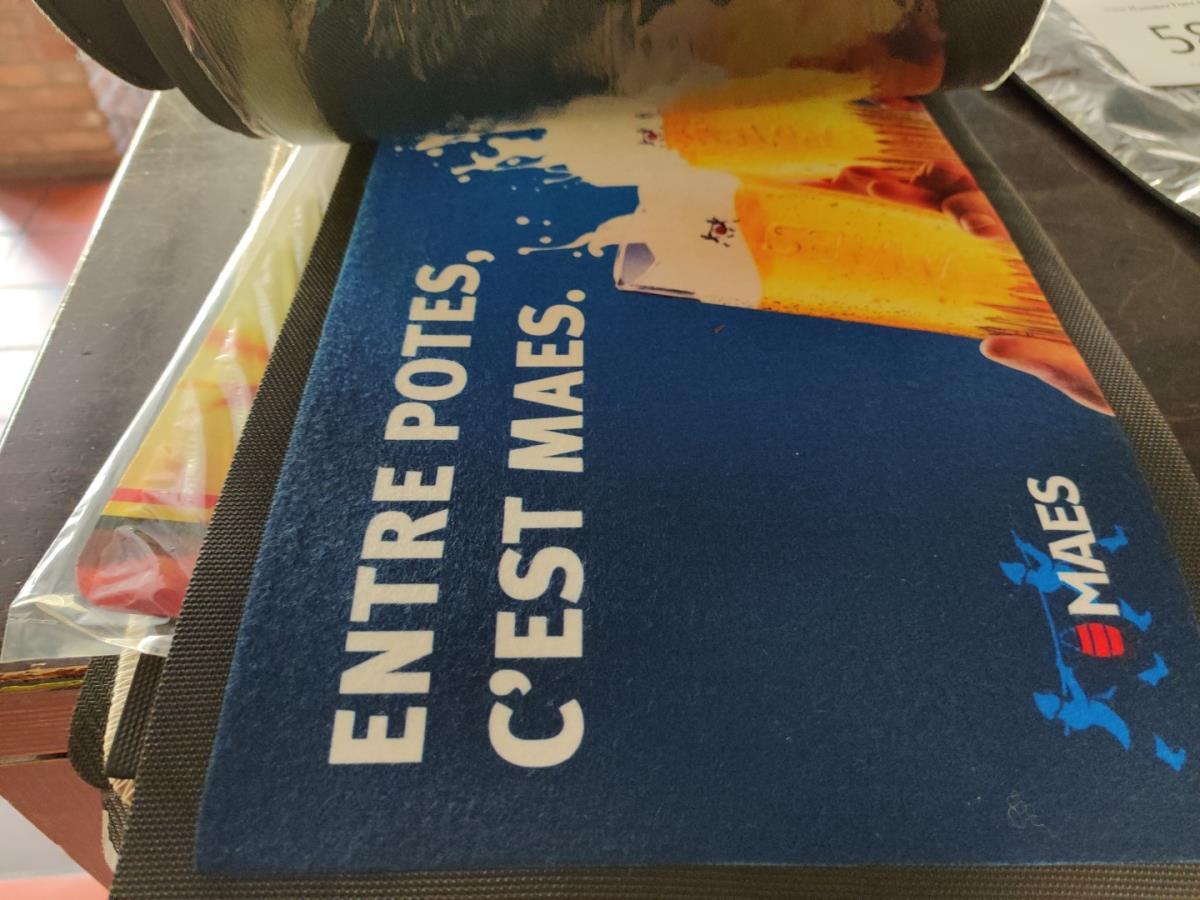 ENTRE POTES,
C'EST MAES.
MAES